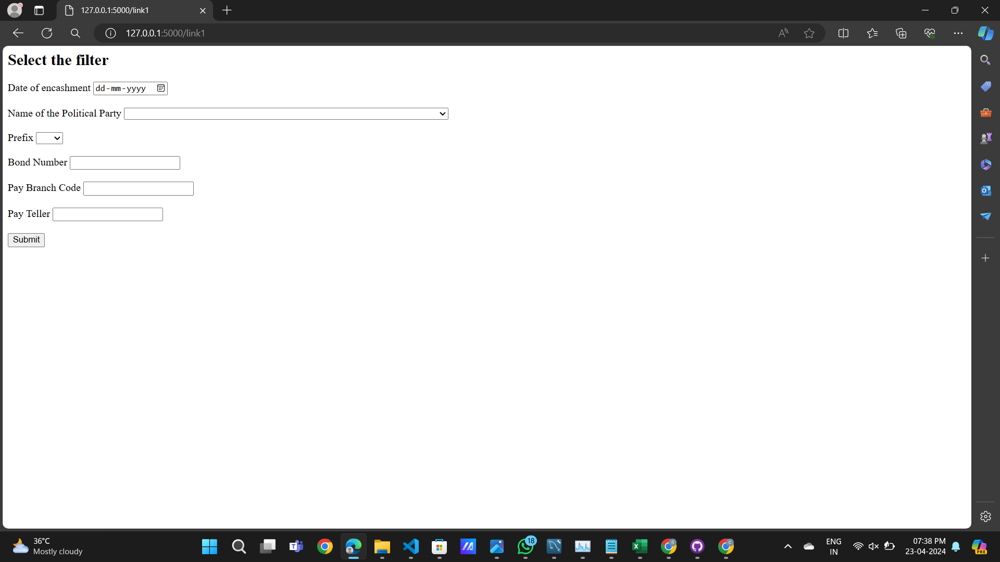 127.0.0.1:5000/link1
127.0.0.1:5000/link1
Select the filter
Date of encashment dd-mm-yyyy
Name of the Political Party
Prefix
Bond Number
Pay Branch Code
Pay Teller
Submit
36°C
Mostly cloudy
18
S
C
ENG
IN
07:38 PM
23-04-2024
PRE